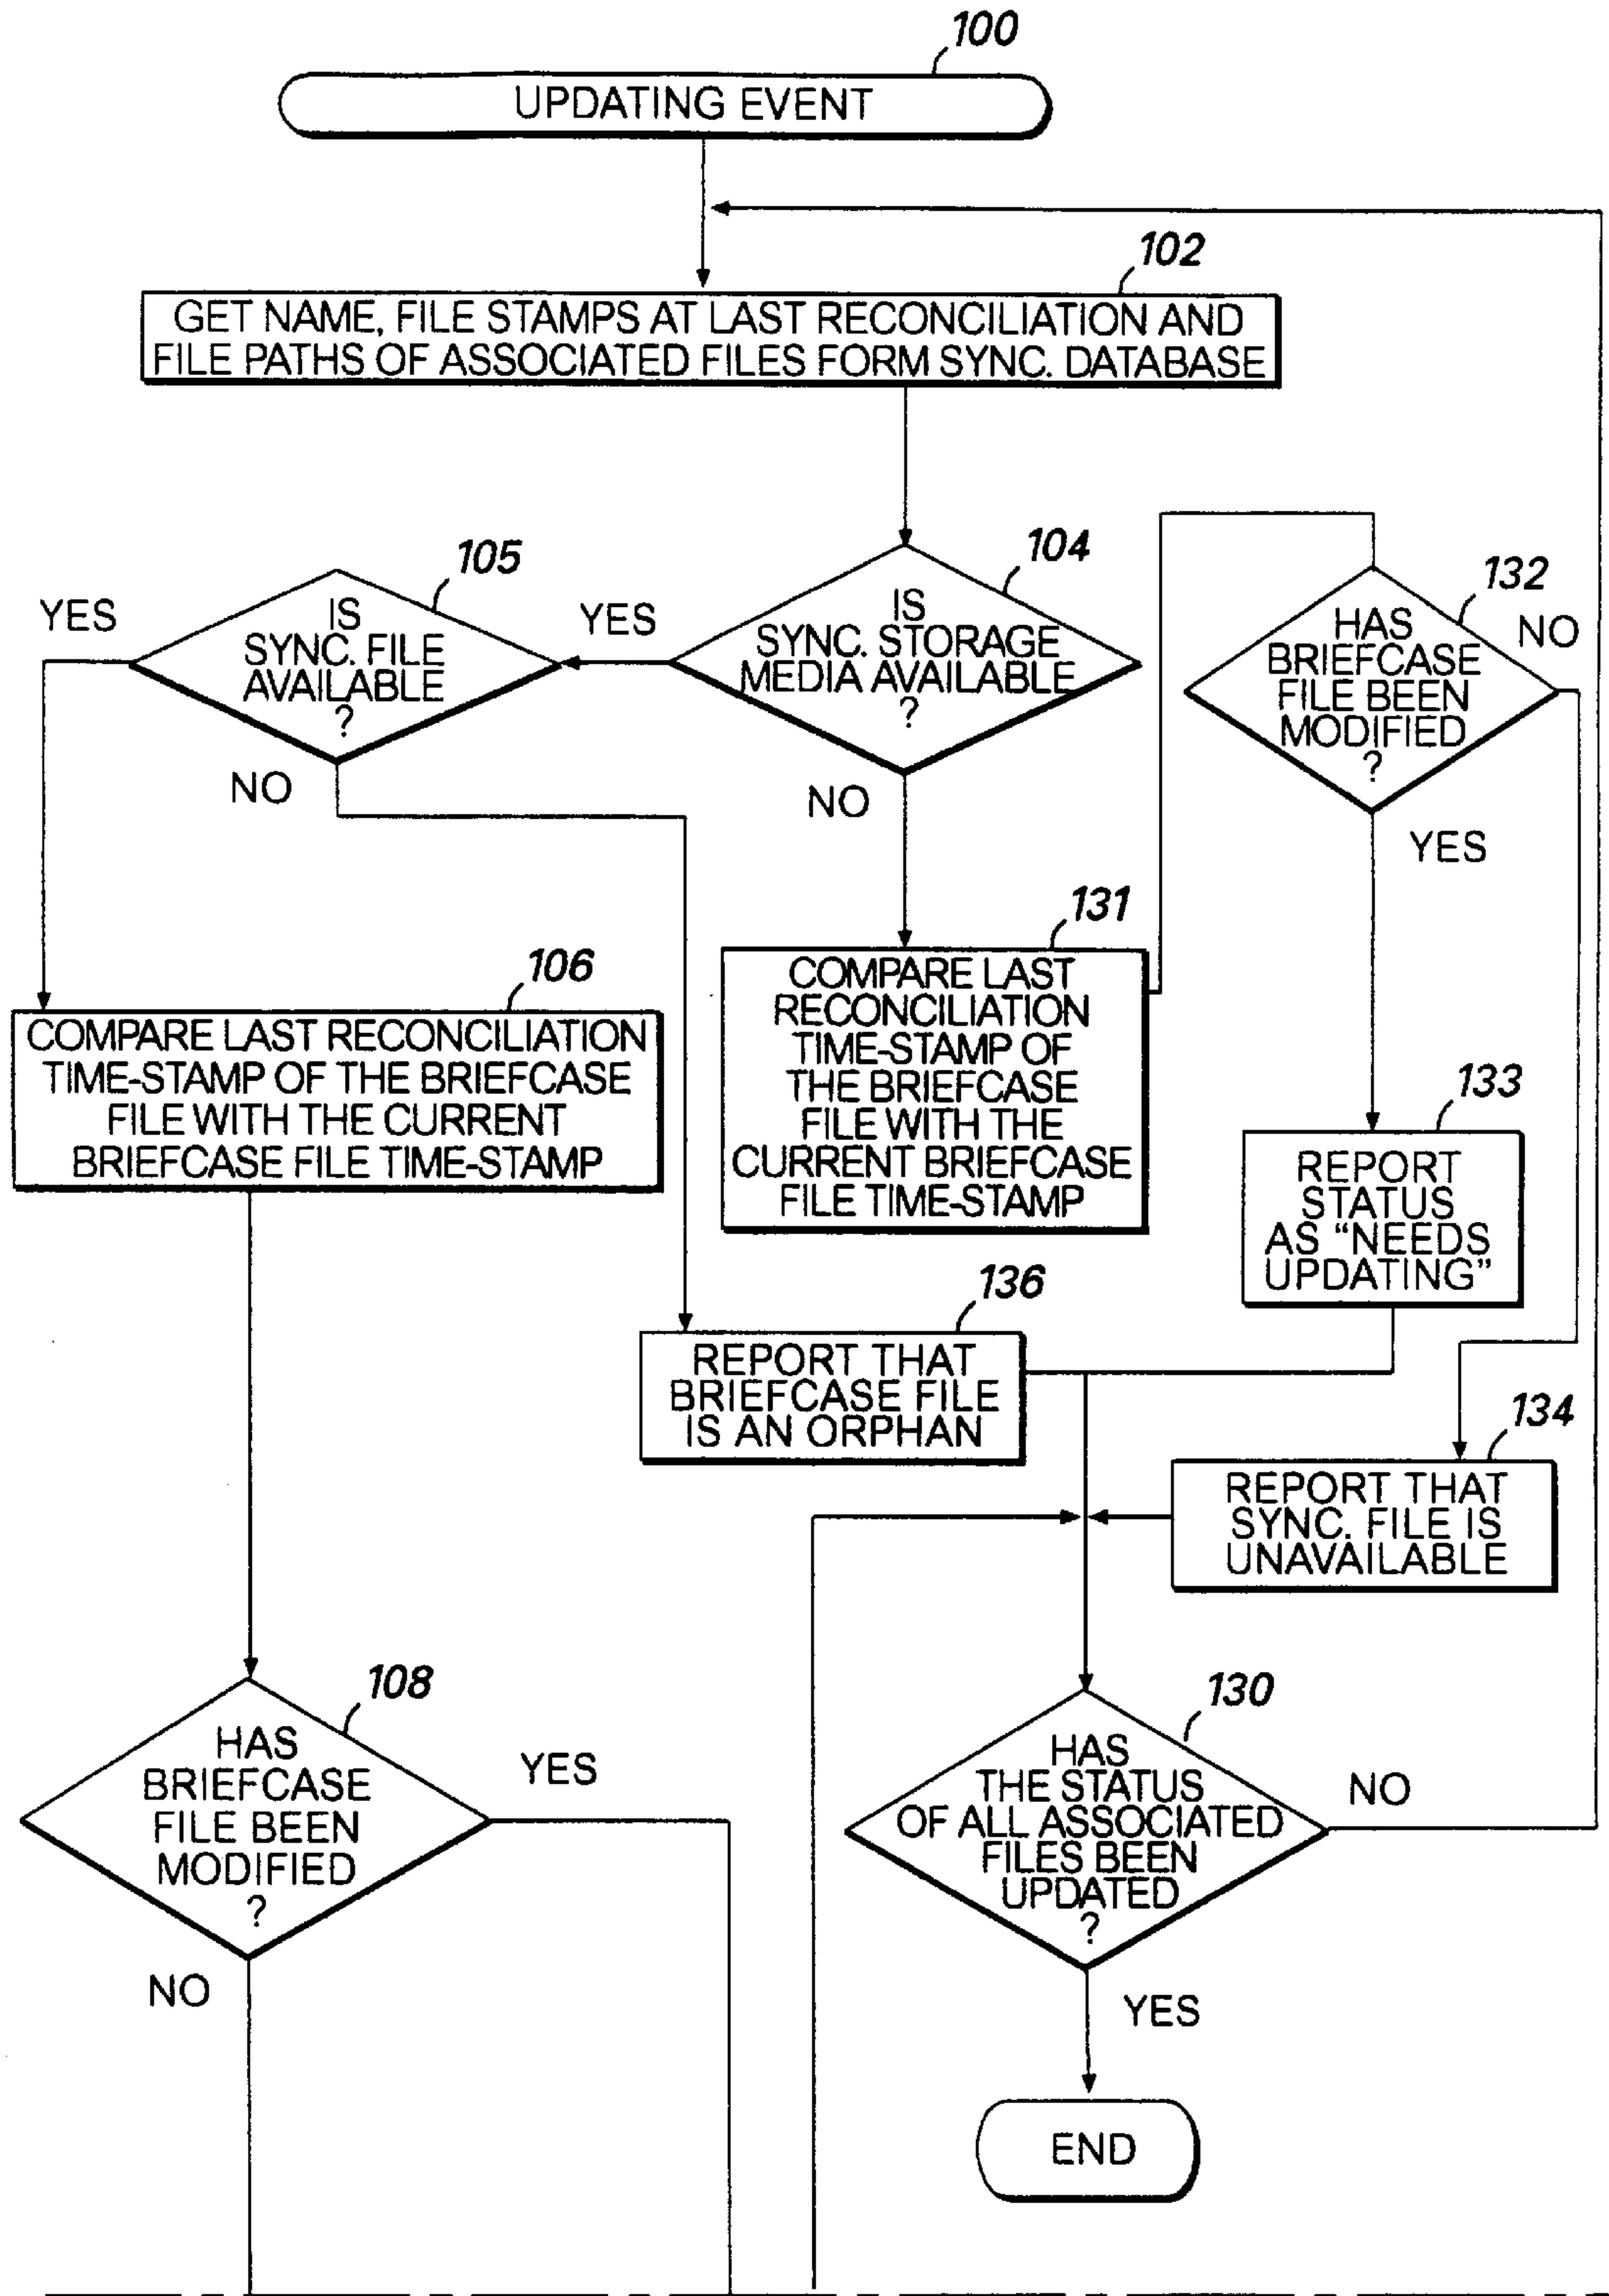 100
UPDATING EVENT
102
GET NAME, FILE STAMPS AT LAST RECONCILIATION AND
FILE PATHS OF ASSOCIATED FILES FORM SYNC. DATABASE
104
IS
SYNC. STORAGE
MEDIA AVAILABLE
?
YES
NO
105
IS
SYNC. FILE
AVAILABLE
?
YES
NO
132
HAS
BRIEFCASE
FILE BEEN
MODIFIED
?
NO
YES
131
COMPARE LAST
RECONCILIATION
TIME-STAMP OF
THE BRIEFCASE
FILE WITH THE
CURRENT BRIEFCASE
FILE TIME-STAMP
106
COMPARE LAST RECONCILIATION
TIME-STAMP OF THE BRIEFCASE
FILE WITH THE CURRENT
BRIEFCASE FILE TIME-STAMP
133
REPORT
STATUS
AS “NEEDS
UPDATING”
136
REPORT THAT
BRIEFCASE FILE
IS AN ORPHAN
134
REPORT THAT
SYNC. FILE IS
UNAVAILABLE
108
HAS
BRIEFCASE
FILE BEEN
MODIFIED
?
YES
NO
130
HAS
THE STATUS
OF ALL ASSOCIATED
FILES BEEN
UPDATED
?
NO
YES
END